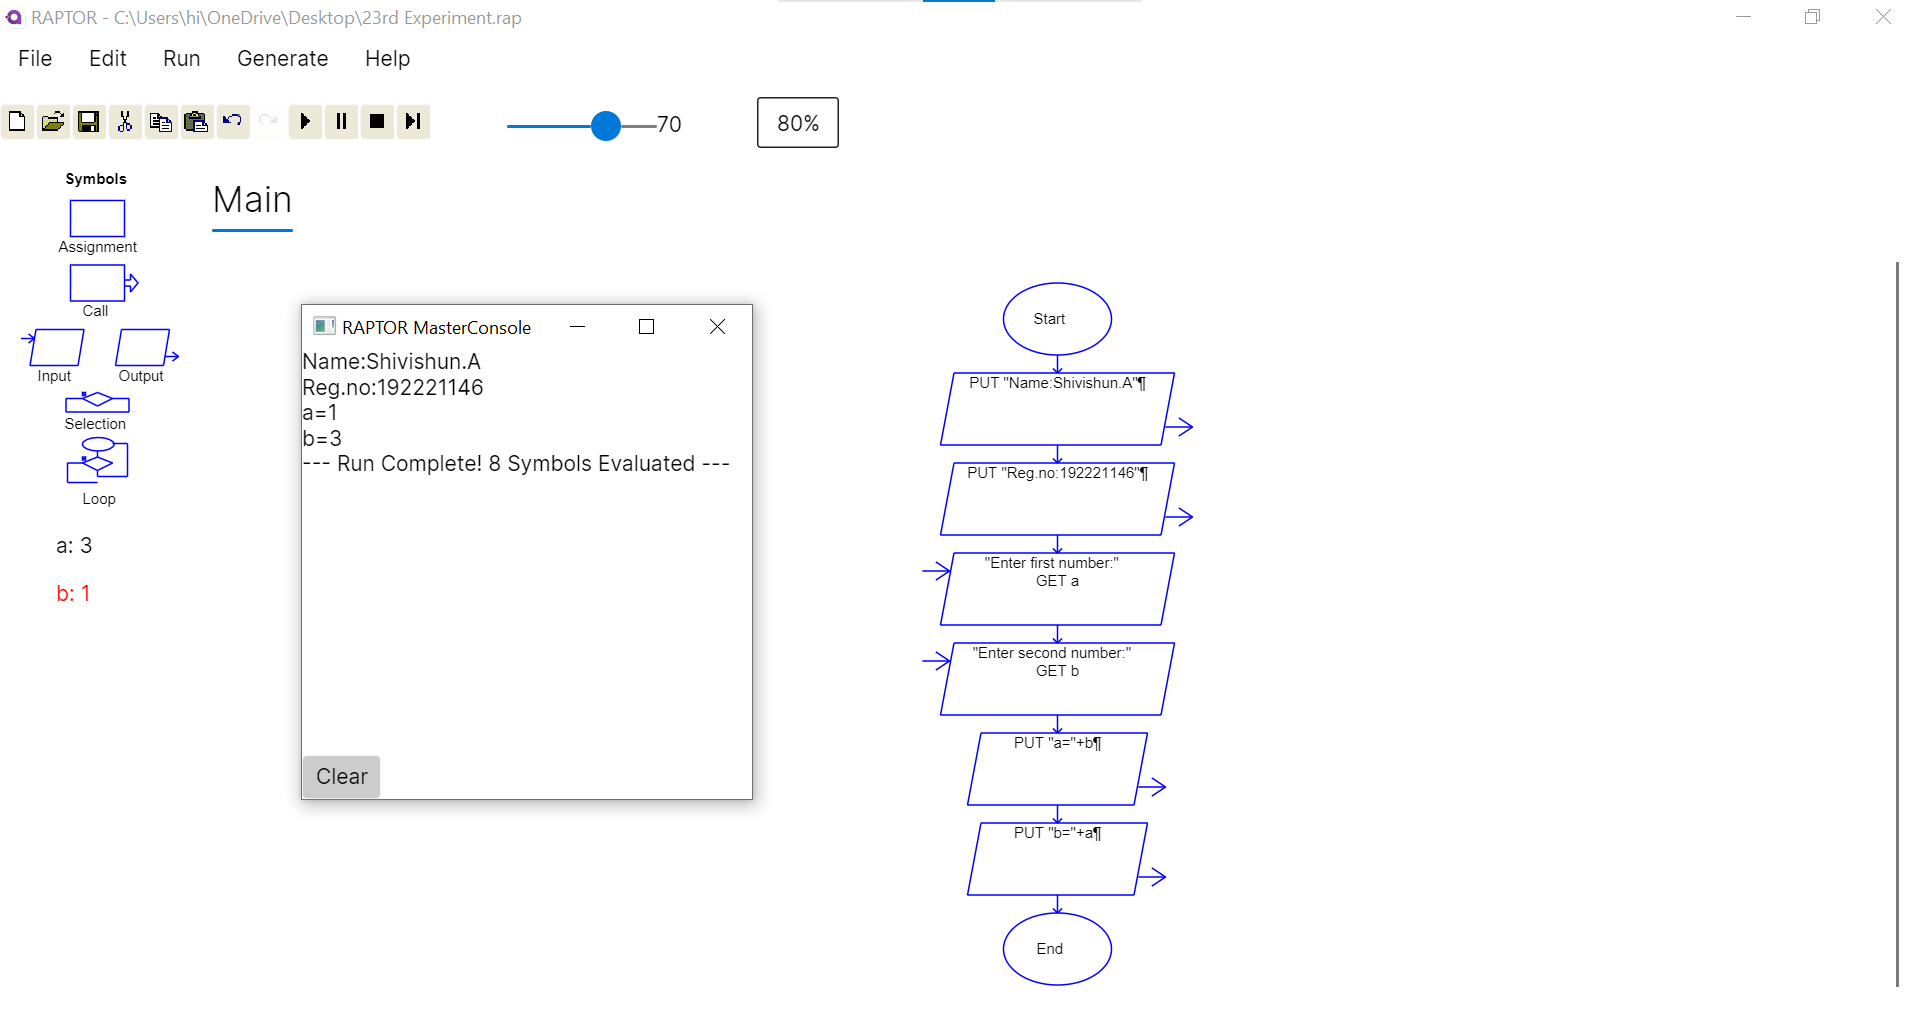 RAPTOR - C:\Users\hi\OneDrive\Desktop\23rd Experiment.rap
File Edit Run Generate Help
70
80%
Symbols
Assignment
Call
Input Output
Selection
Loop
a: 3
b: 1
Main
RAPTOR MasterConsole
Name:Shivishun.A
Reg.no:192221146
a=1
b=3
--- Run Complete! 8 Symbols Evaluated ---
Clear
Start
PUT "Name:Shivishun.A"¶
PUT "Reg.no:192221146"¶
"Enter first number:"
GET a
"Enter second number:"
GET b
PUT "a="+b¶
PUT "b="+a¶
End